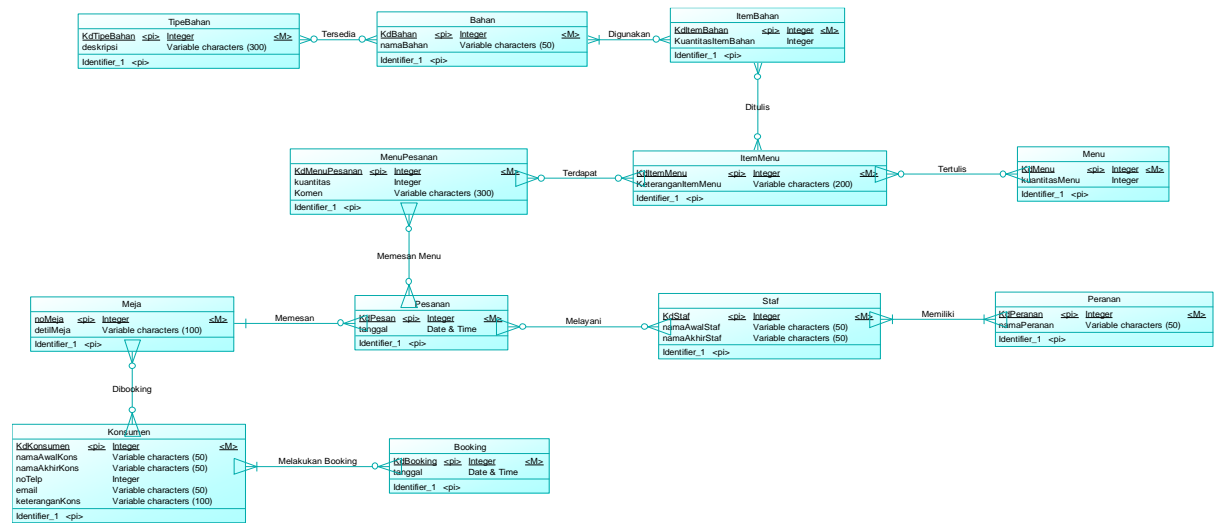 TipeBahan
KdTipeBahan <pi> Integer <M>
deskripsi Variable characters (300)
Identifier_1 <pi>
Tersedia
Bahan
KdBahan <pi> Integer <M>
namaBahan Variable characters (50)
Identifier_1 <pi>
Digunakan
ItemBahan
KdItemBahan <pi> Integer <M>
KuantitasItemBahan Integer
Identifier_1 <pi>
Ditulis
MenuPesanan
KdMenuPesanan <pi> Integer <M>
kuantitas Integer
Komen Variable characters (300)
Identifier_1 <pi>
Terdapat
ItemMenu
KdItemMenu <pi> Integer <M>
KeteranganItemMenu Variable characters (200)
Identifier_1 <pi>
Tertulis
Menu
KdMenu <pi> Integer <M>
kuantitasMenu Integer
Identifier_1 <pi>
Memesan Menu
Meja
noMeja <pi> Integer <M>
detilMeja Variable characters (100)
Identifier_1 <pi>
Memesan
Pesanan
KdPesan <pi> Integer <M>
tanggal Date & Time
Identifier_1 <pi>
Melayani
Staf
KdStaf <pi> Integer <M>
namaAwalStaf Variable characters (50)
namaAkhirStaf Variable characters (50)
Identifier_1 <pi>
Memiliki
Peranan
KdPeranan <pi> Integer <M>
namaPeranan Variable characters (50)
Identifier_1 <pi>
Dibooking
Konsumen
KdKonsumen <pi> Integer <M>
namaAwalKons Variable characters (50)
namaAkhirKons Variable characters (50)
noTelp Integer
email Variable characters (50)
keteranganKons Variable characters (100)
Identifier_1 <pi>
Melakukan Booking
Booking
KdBooking <pi> Integer <M>
tanggal Date & Time
Identifier_1 <pi>